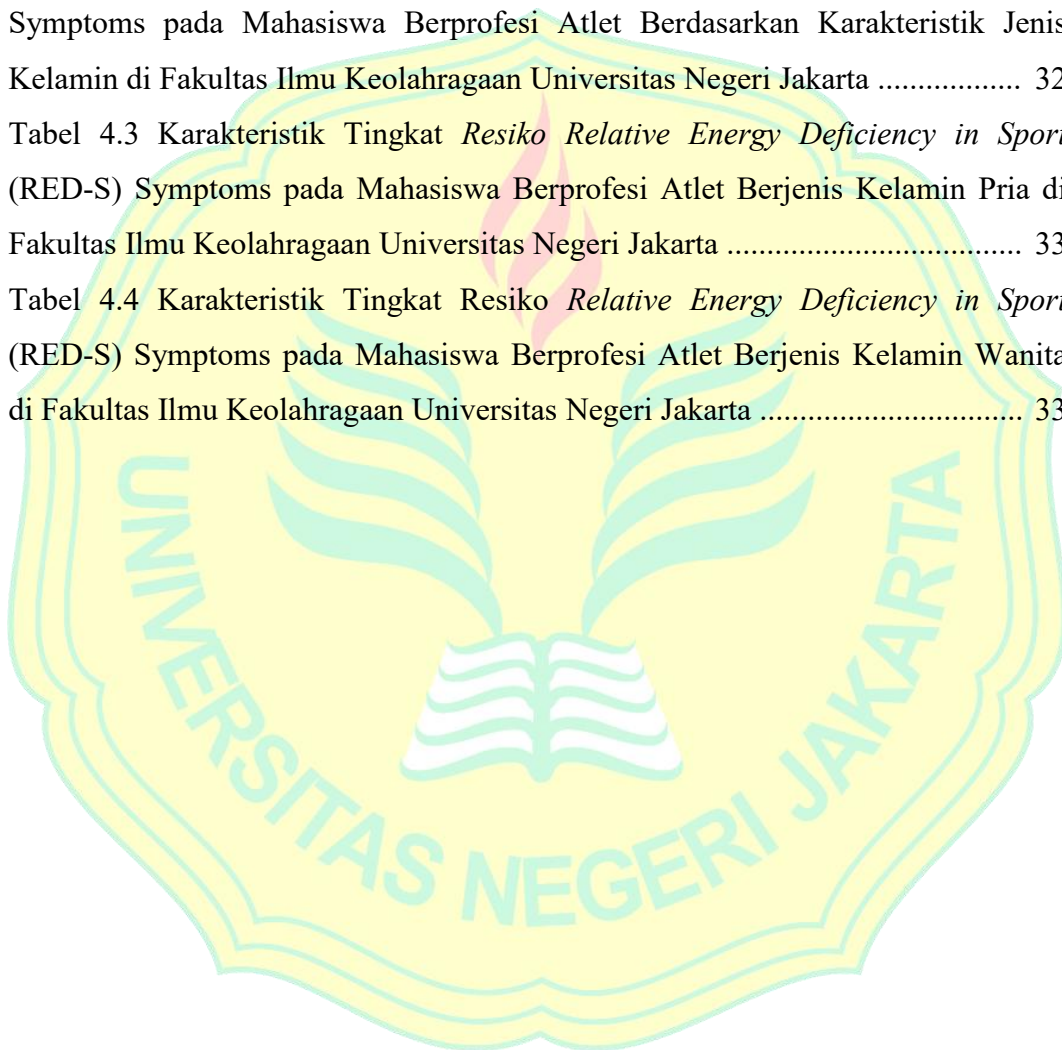 Symptoms pada Mahasiswa Berprofesi Atlet Berdasarkan Karakteristik Jenis
Kelamin di Fakultas Ilmu Keolahragaan Universitas Negeri Jakarta .................. 32
Tabel 4.3 Karakteristik Tingkat Resiko Relative Energy Deficiency in Sport
(RED-S) Symptoms pada Mahasiswa Berprofesi Atlet Berjenis Kelamin Pria di
Fakultas Ilmu Keolahragaan Universitas Negeri Jakarta .................................... 33
Tabel 4.4 Karakteristik Tingkat Resiko Relative Energy Deficiency in Sport
(RED-S) Symptoms pada Mahasiswa Berprofesi Atlet Berjenis Kelamin Wanita
di Fakultas Ilmu Keolahragaan Universitas Negeri Jakarta ................................ 33
UNIVERSITAS NEGERI JAKARTA